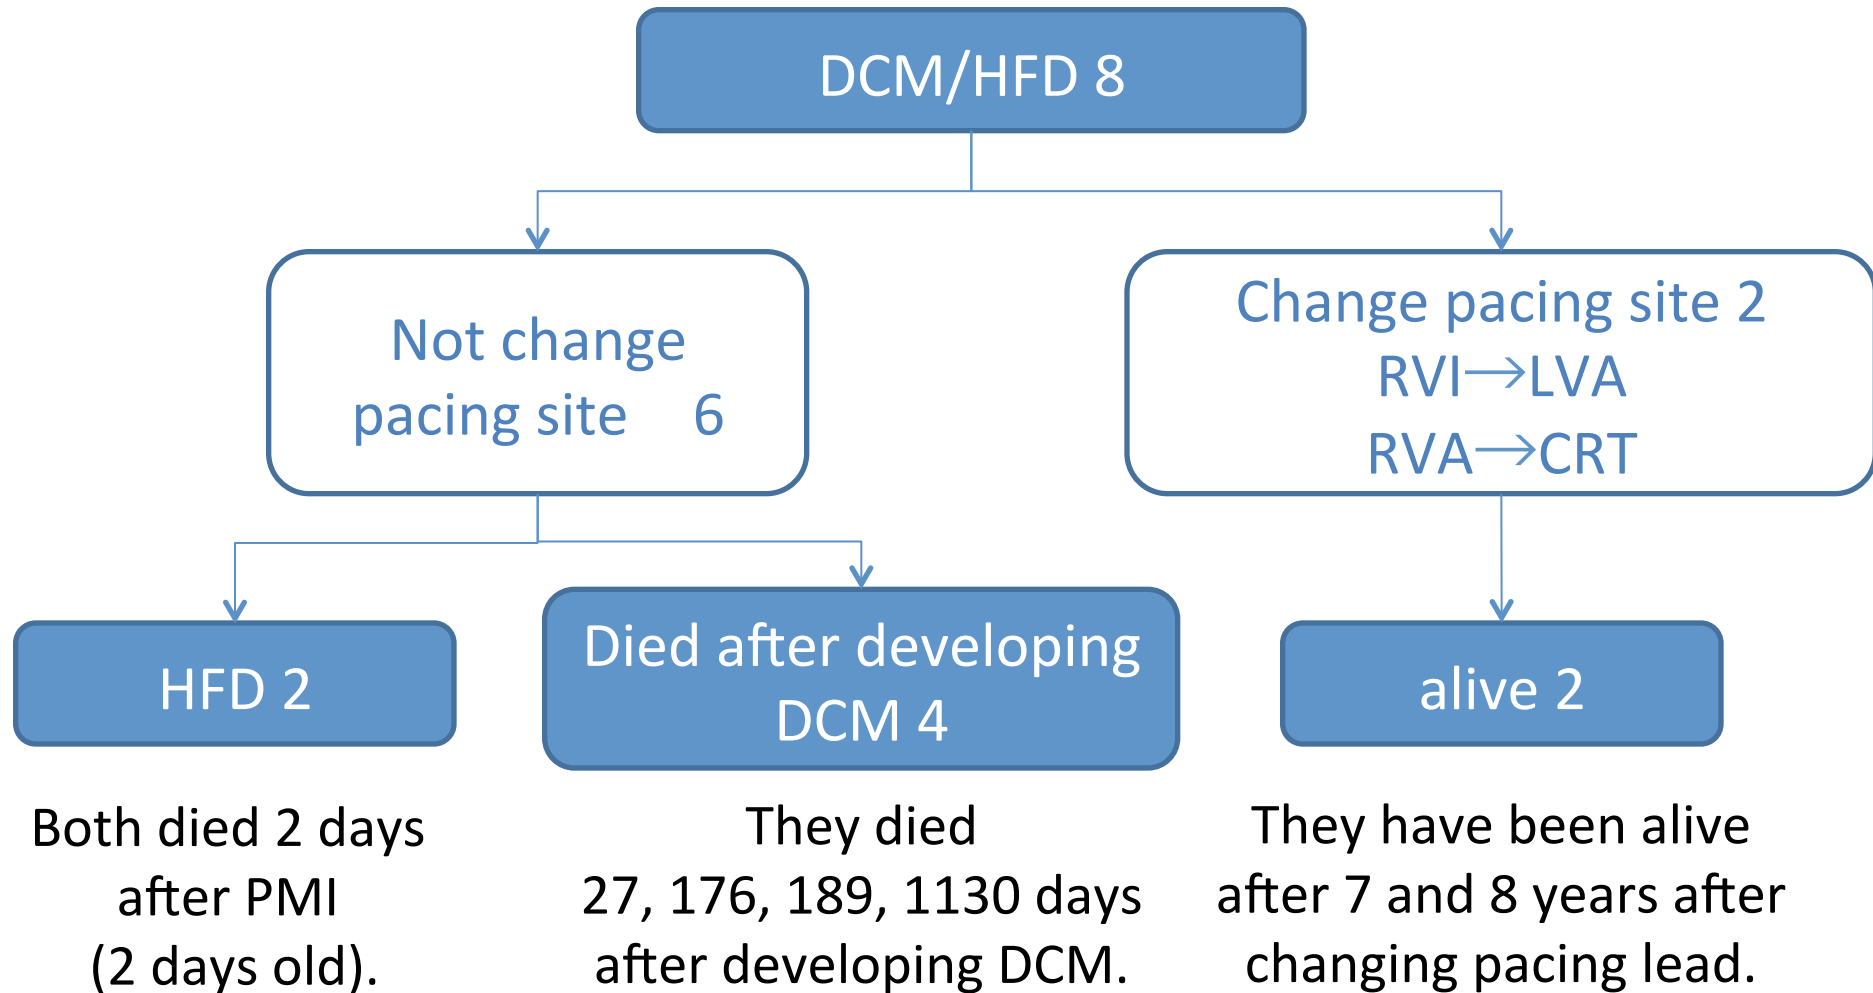 DCM/HFD 8
Not change
pacing site 6
Change pacing site 2
RVI→LVA
RVA→CRT
HFD 2
Died after developing
DCM 4
alive 2
Both died 2 days
after PMI
(2 days old).
They died
27, 176, 189, 1130 days
after developing DCM.
They have been alive
after 7 and 8 years after
changing pacing lead.